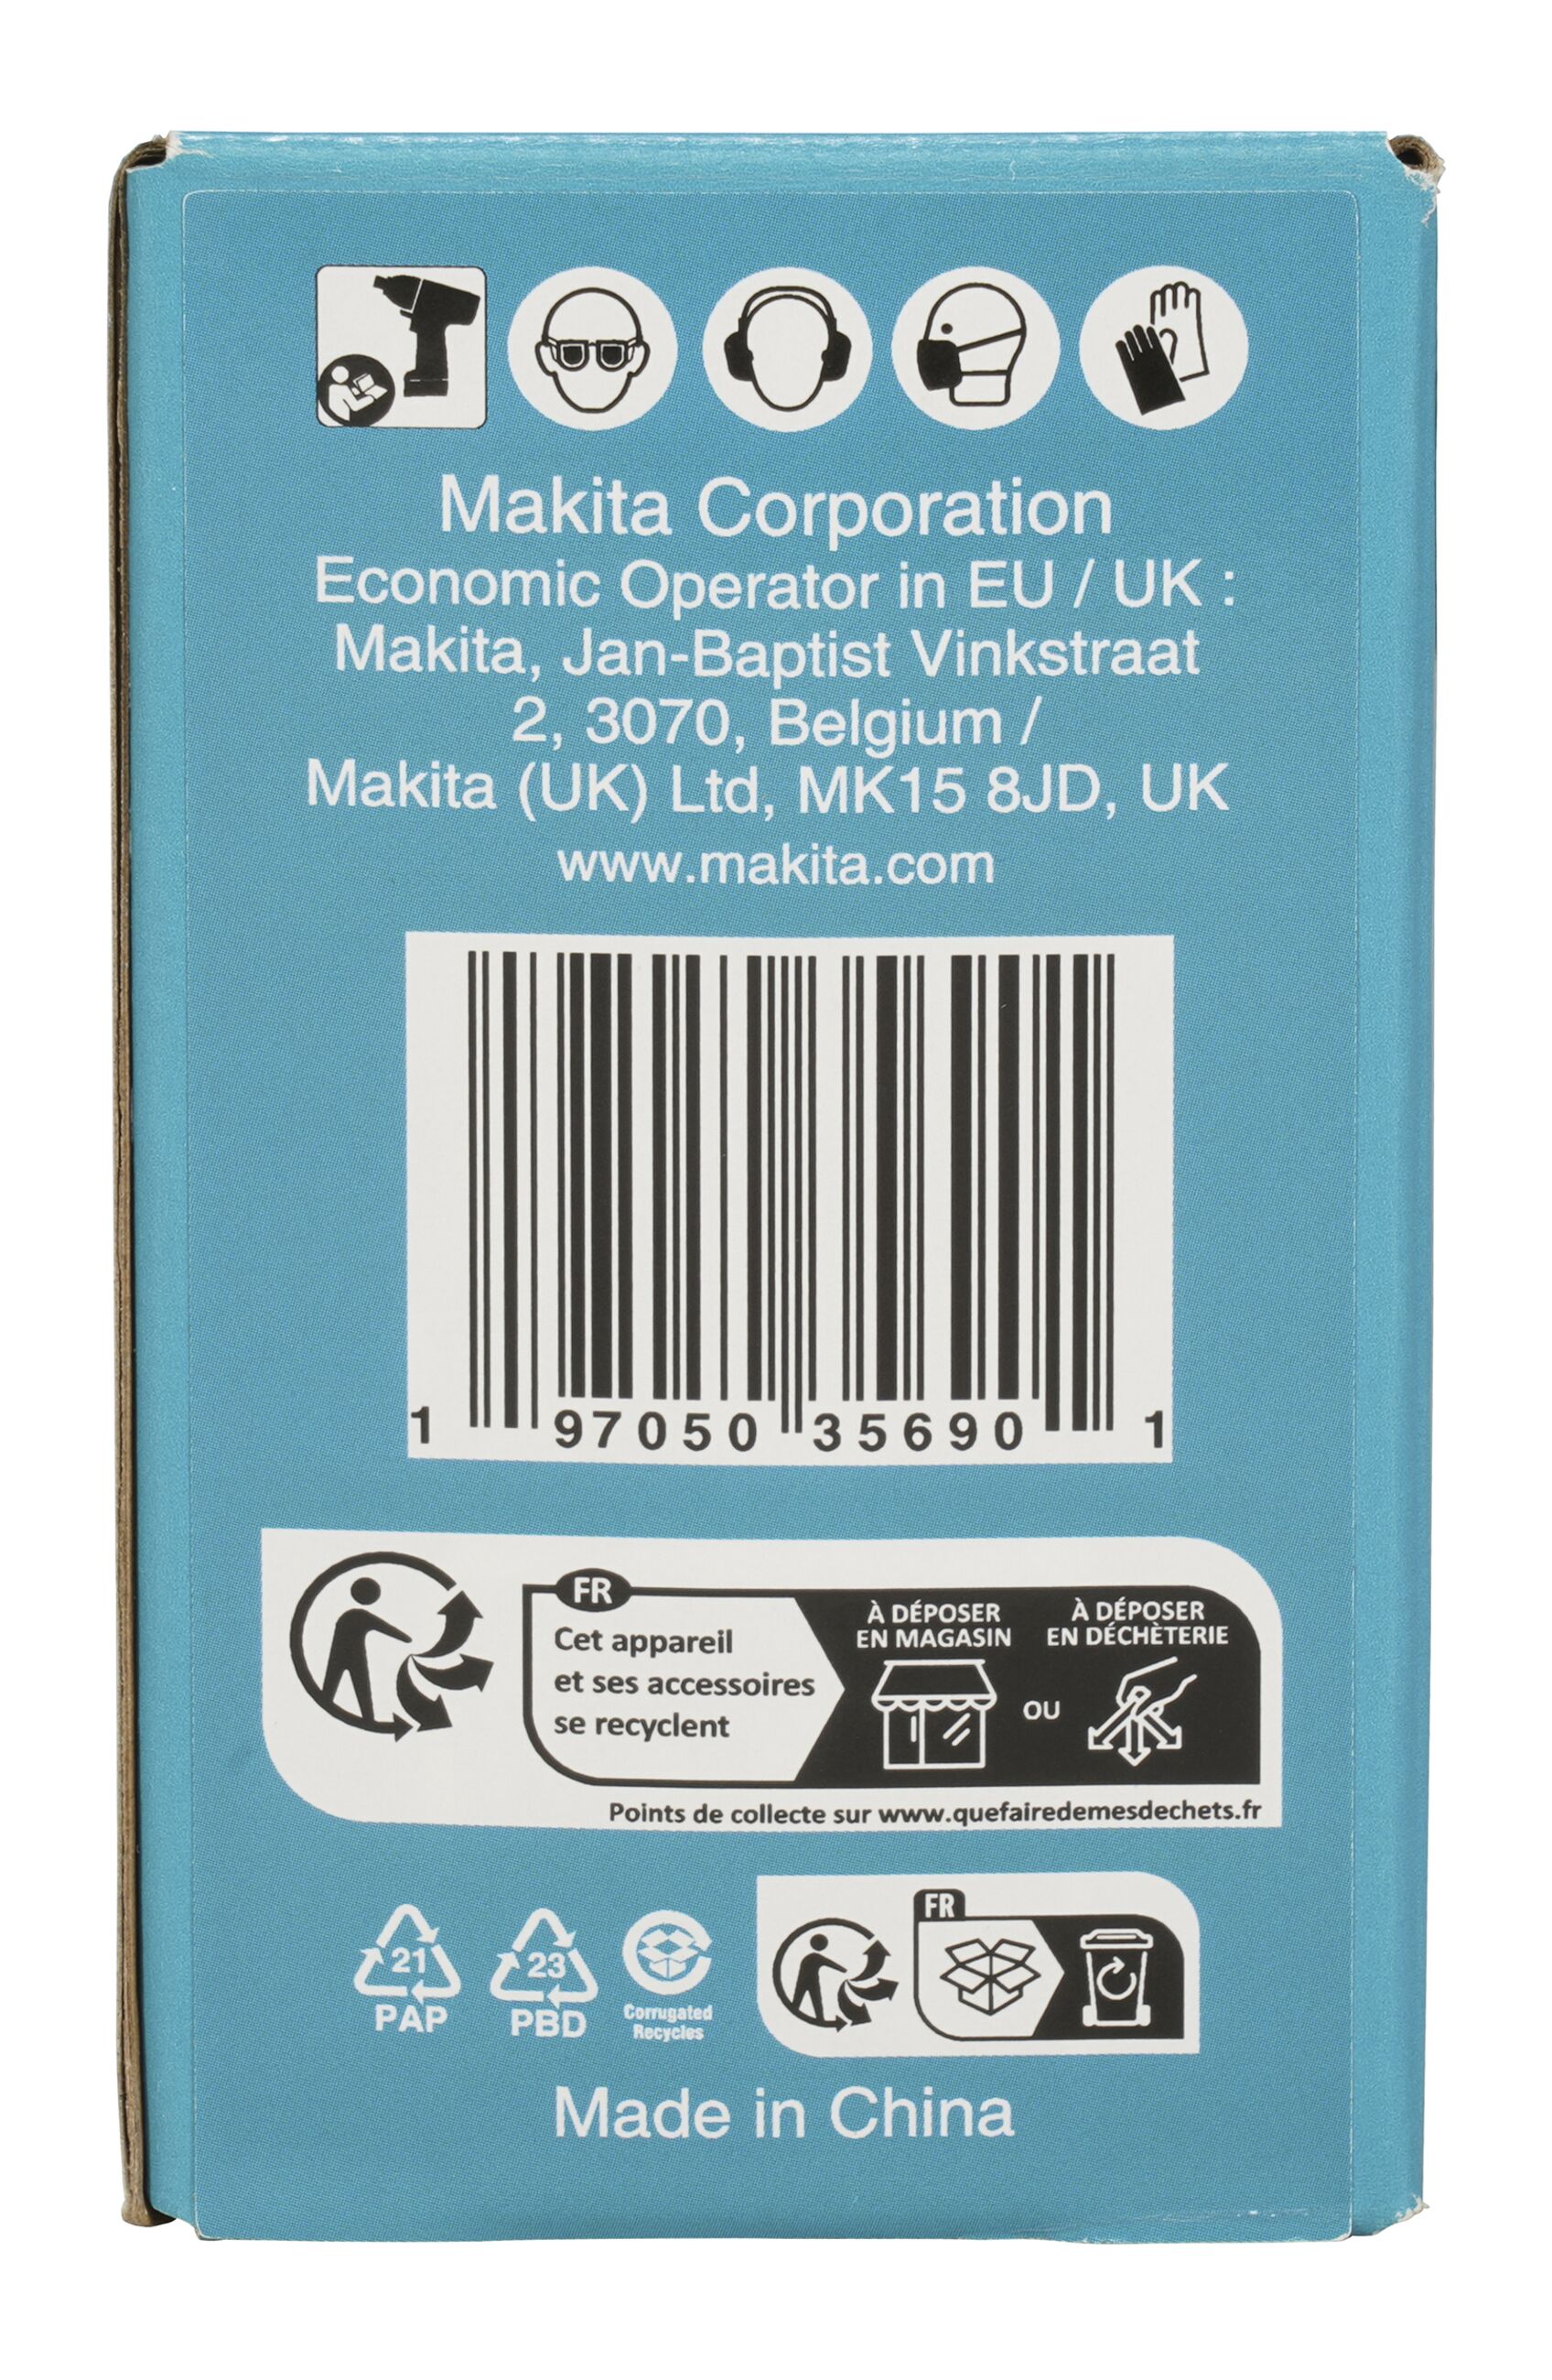 Makita Corporation
Economic Operator in EU / UK :
Makita, Jan-Baptist Vinkstraat
2, 3070, Belgium /
Makita (UK) Ltd, MK15 8JD, UK
www.makita.com
1 97050 35690 1
FR
Cet appareil
et ses accessoires
se recyclent
À DÉPOSER
EN MAGASIN
OU
À DÉPOSER
EN DÉCHÈTERIE
Points de collecte sur www.quefairedemesdechets.fr
21
PAP
23
PBD
Corrugated
Recycles
FR
Made in China